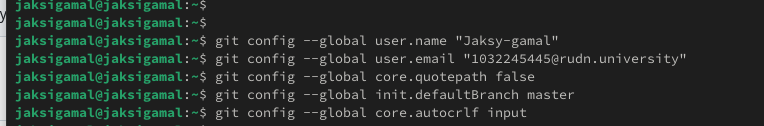 jaksigamal@jaksigamal:~$
jaksigamal@jaksigamal:~$
jaksigamal@jaksigamal:~$ git config --global user.name "Jaksy-gamal"
jaksigamal@jaksigamal:~$ git config --global user.email "1032245445@rudn.university"
jaksigamal@jaksigamal:~$ git config --global core.quotepath false
jaksigamal@jaksigamal:~$ git config --global init.defaultBranch master
jaksigamal@jaksigamal:~$ git config --global core.autocrlf input